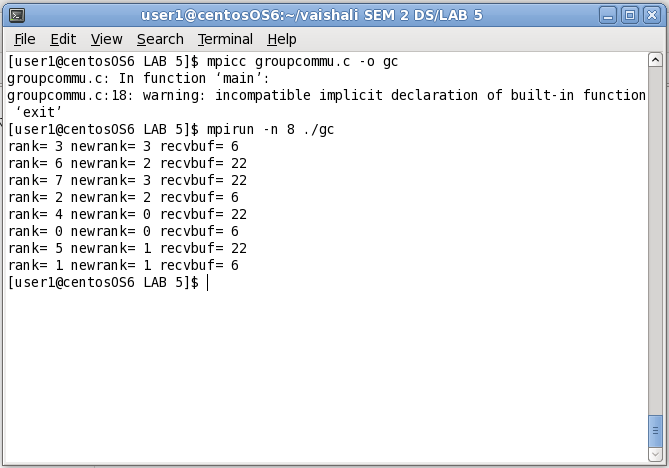 user1@centosOS6:~/vaishali SEM 2 DS/LAB 5
File Edit View Search Terminal Help
[user1@centosOS6 LAB 5]$ mpicc groupcommu.c -o gc
groupcommu.c: In function ‘main’:
groupcommu.c:18: warning: incompatible implicit declaration of built-in function
‘exit’
[user1@centosOS6 LAB 5]$ mpirun -n 8 ./gc
rank= 3 newrank= 3 recvbuf= 6
rank= 6 newrank= 2 recvbuf= 22
rank= 7 newrank= 3 recvbuf= 22
rank= 2 newrank= 2 recvbuf= 6
rank= 4 newrank= 0 recvbuf= 22
rank= 0 newrank= 0 recvbuf= 6
rank= 5 newrank= 1 recvbuf= 22
rank= 1 newrank= 1 recvbuf= 6
[user1@centosOS6 LAB 5]$